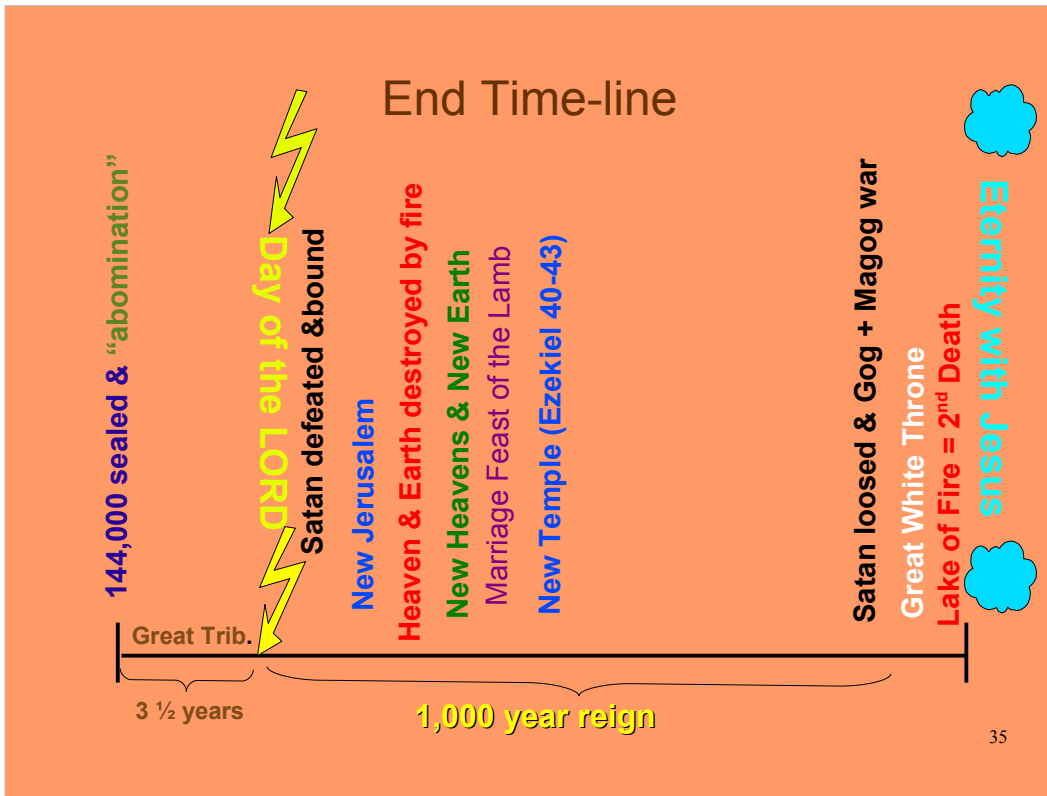 End Time-line
144,000 sealed & “abomination”
Day of the LORD
Satan defeated &bound
New Jerusalem
Heaven & Earth destroyed by fire
New Heavens & New Earth
Marriage Feast of the Lamb
New Temple (Ezekiel 40-43)
Satan loosed & Gog + Magog war
Great White Throne
Lake of Fire = 2nd Death
Eternity with Jesus
Great Trib.
3 ½ years
1,000 year reign
35